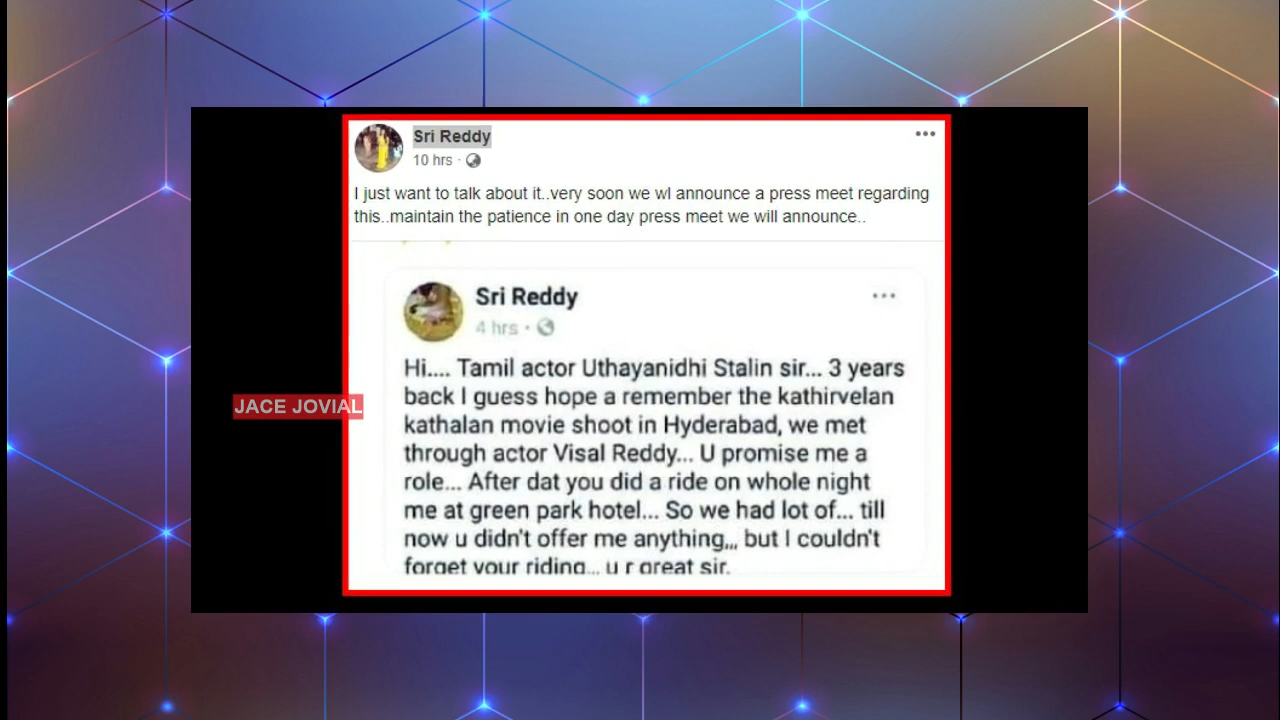 Sri Reddy
10 hrs ·
I just want to talk about it..very soon we wl announce a press meet regarding
this..maintain the patience in one day press meet we will announce..
Sri Reddy
4 hrs ·
Hi.... Tamil actor Uthayanidhi Stalin sir... 3 years
back I guess hope a remember the kathirvelan
kathalan movie shoot in Hyderabad, we met
through actor Visal Reddy... U promise me a
role... After dat you did a ride on whole night
me at green park hotel... So we had lot of... till
now u didn't offer me anything,,, but I couldn't
forget your riding... u r great sir.
JACE JOVIAL